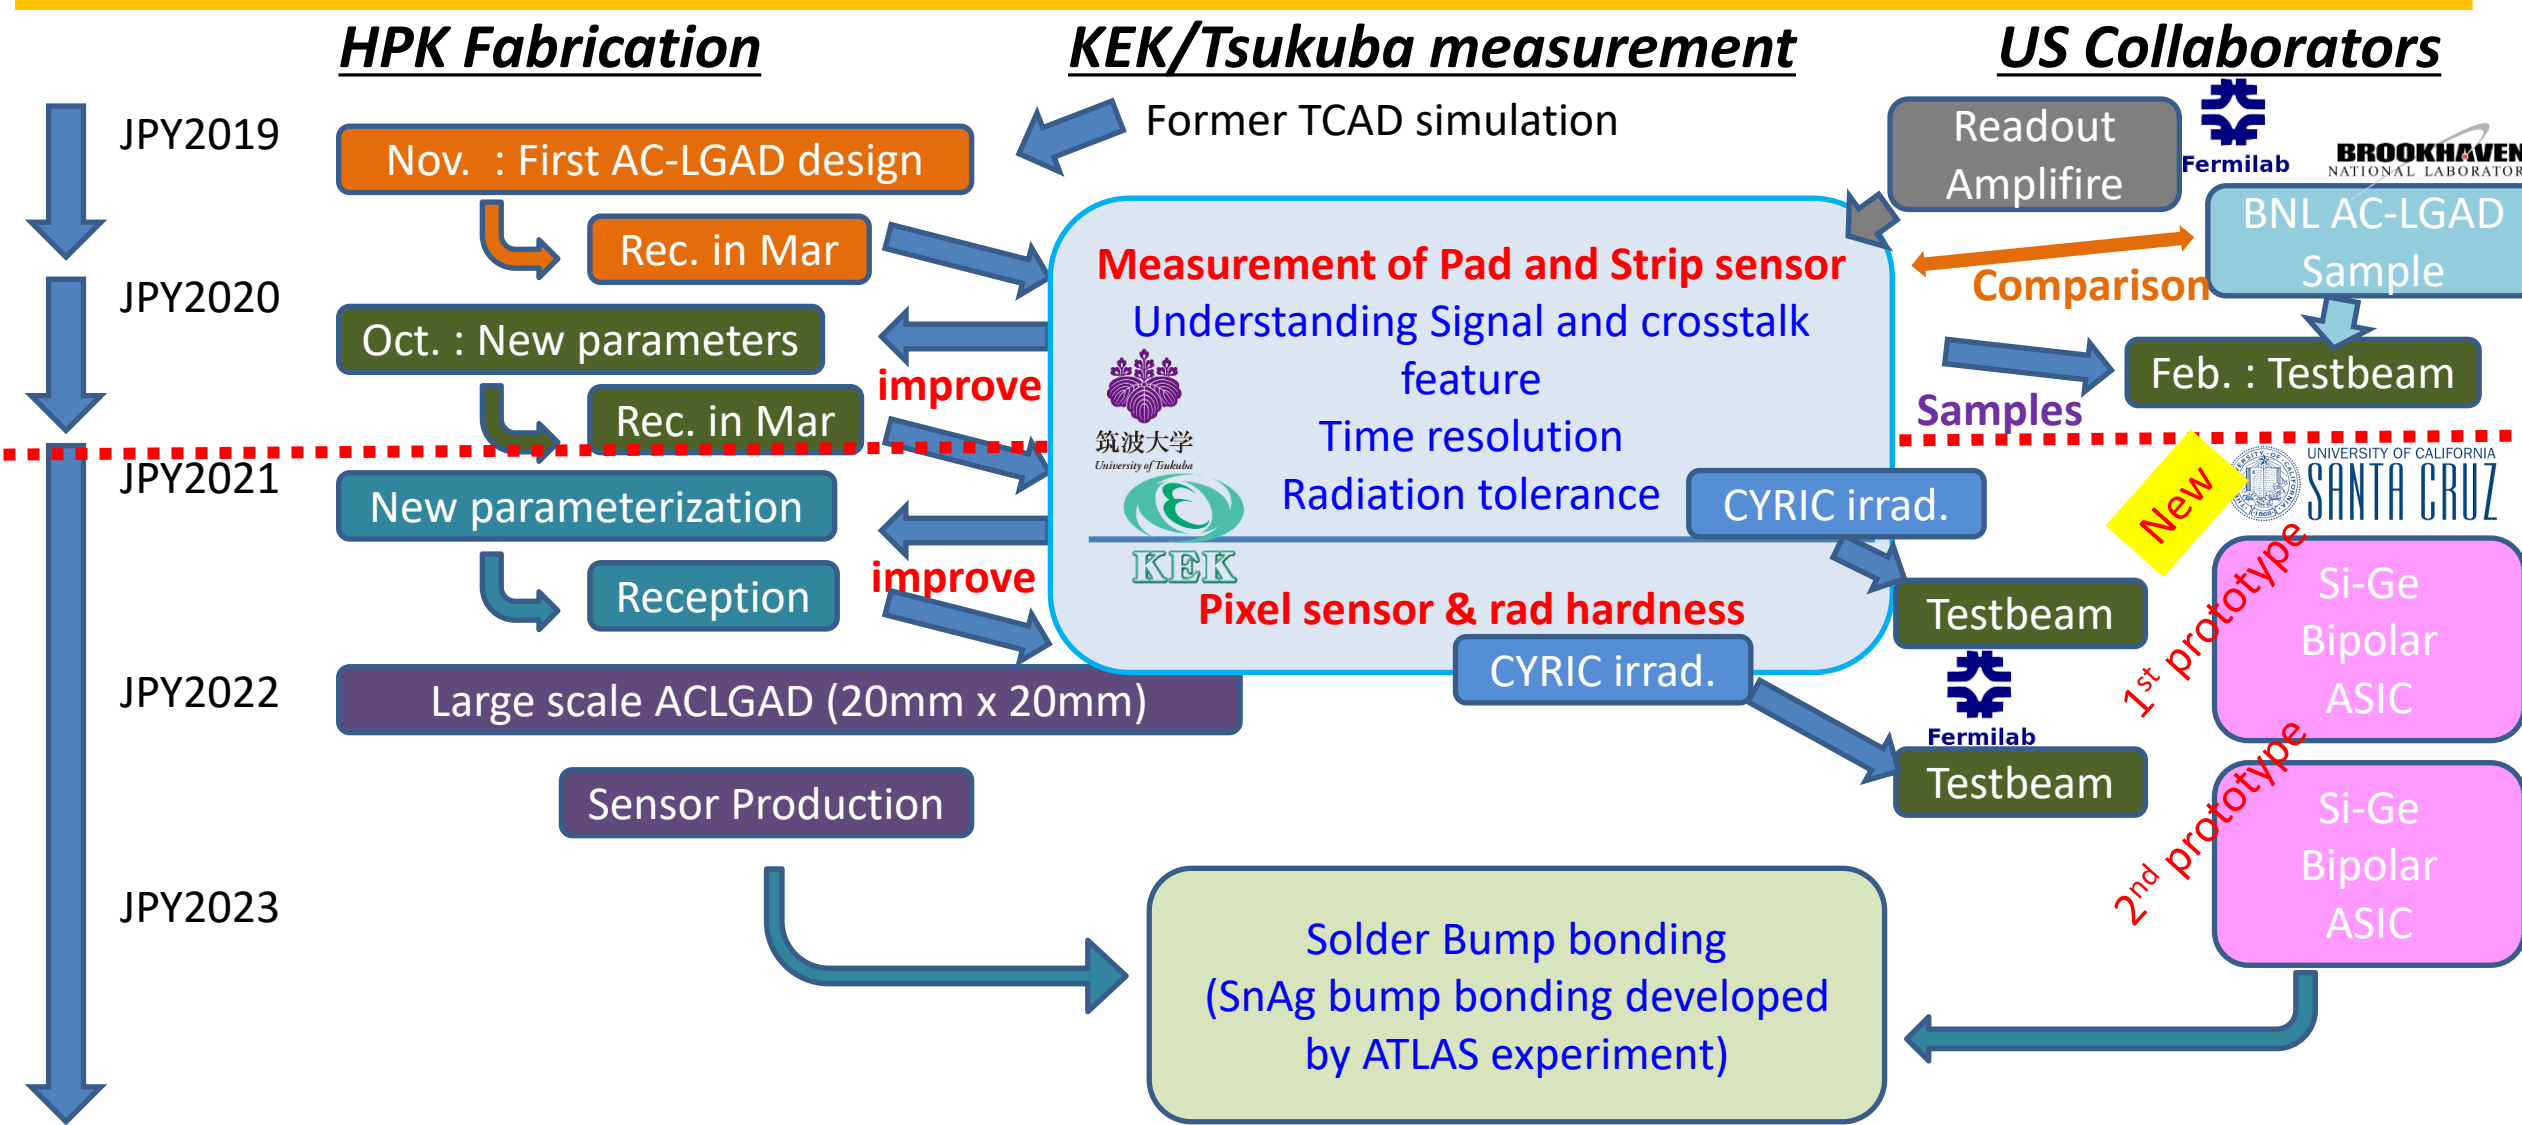 HPK Fabrication
KEK/Tsukuba measurement
US Collaborators
JPY2019
Nov. : First AC-LGAD design
Former TCAD simulation
Readout
Amplifire
Fermilab
BROOKHAVEN
NATIONAL LABORATOR
Rec. in Mar
BNL AC-LGAD
Sample
Comparison
JPY2020
Oct. : New parameters
improve
Rec. in Mar
Measurement of Pad and Strip sensor
Understanding Signal and crosstalk
feature
Time resolution
Radiation tolerance
筑波大学
University of Tsukuba
KEK
CYRIC irrad.
Pixel sensor & rad hardness
CYRIC irrad.
Feb. : Testbeam
Samples
JPY2021
New parameterization
improve
Reception
New
UNIVERSITY OF CALIFORNIA
SANTA CRUZ
Testbeam
1st prototype
Si-Ge
Bipolar
ASIC
JPY2022
Large scale ACLGAD (20mm x 20mm)
Fermilab
Testbeam
Sensor Production
2nd prototype
Si-Ge
Bipolar
ASIC
JPY2023
Solder Bump bonding
(SnAg bump bonding developed
by ATLAS experiment)